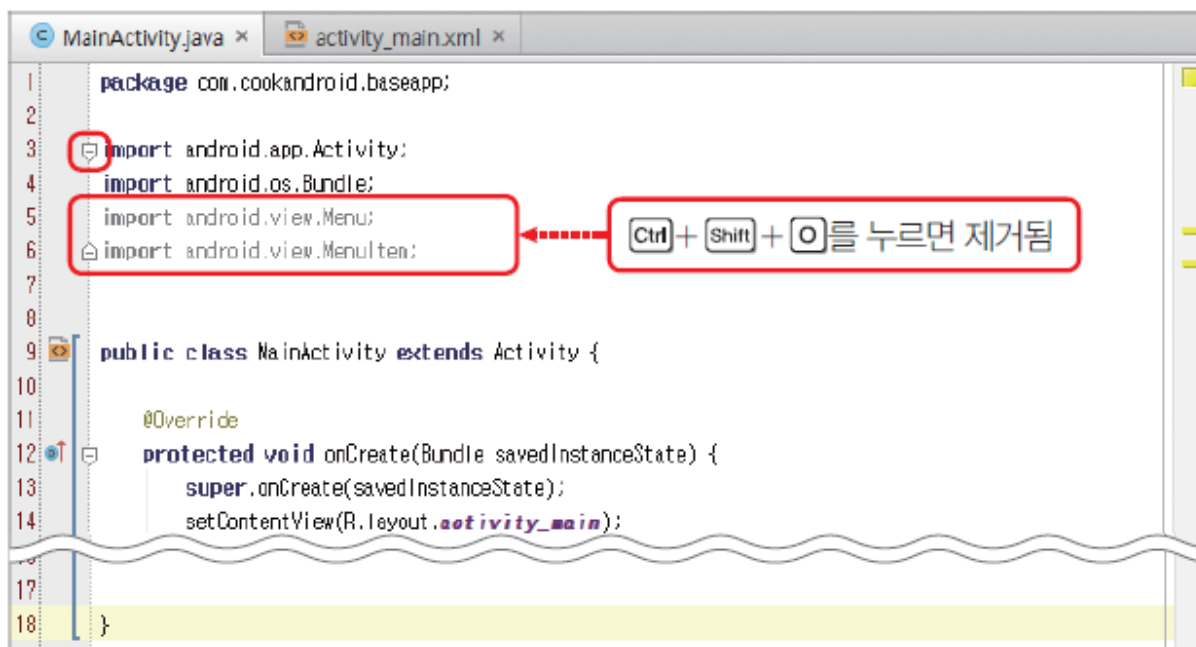 MainActivity.java × activity_main.xml ×
1 package com.cookandroid.baseapp;
2
3 import android.app.Activity;
4 import android.os.Bundle;
5 import android.view.Menu;
6 import android.view.MenuItem;
Ctrl + Shift + O를 누르면 제거됨
7
8
9 public class MainActivity extends Activity {
10
11 @Override
12 protected void onCreate(Bundle savedInstanceState) {
13 super.onCreate(savedInstanceState);
14 setContentView(R.layout.activity_main);
17
18 }